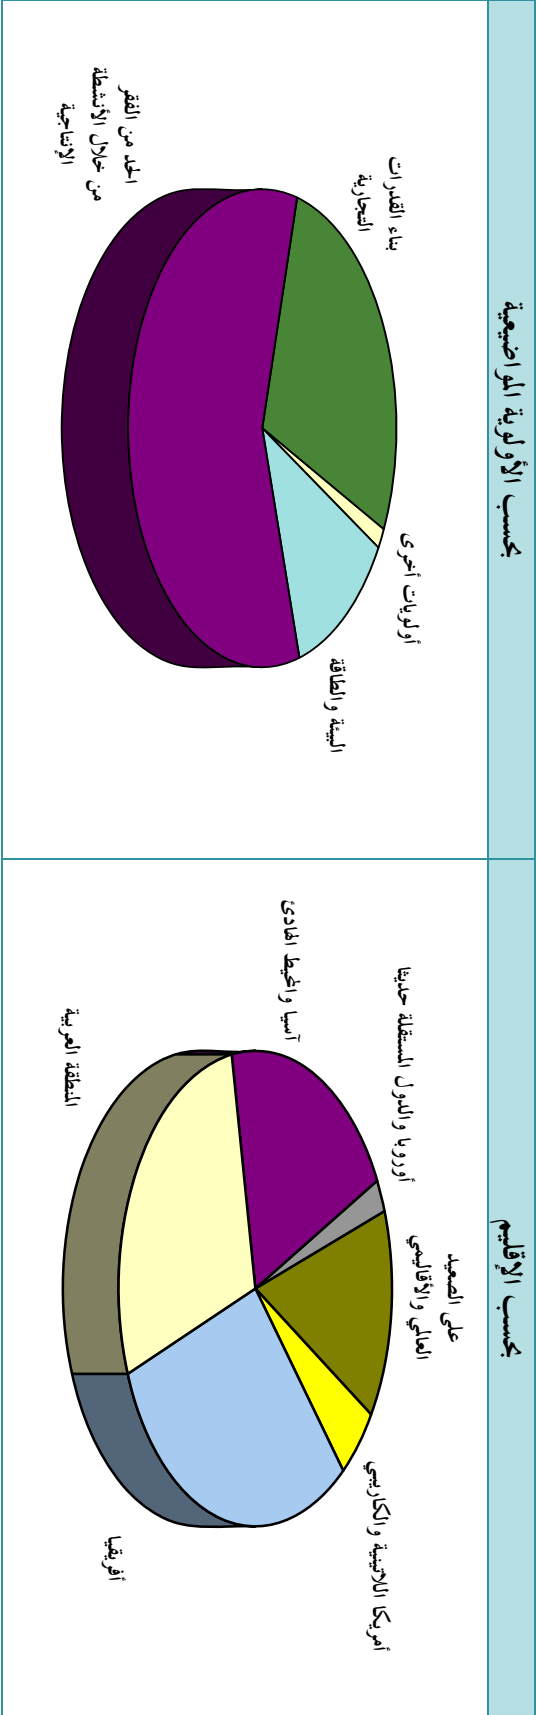 بحسب الأولوية المواضيعية
بناء القدرات
التجارية
أولويات أخرى
البيئة والطاقة
الحد من الفقر
من خلال الأنشطة
الإنتاجية
بحسب الإقليم
على الصعيد
العالمي والأقاليمي
أوروبا والدول المستقلة حديثا
أمريكا اللاتينية والكاريبي
آسيا والمحيط الهادئ
أفريقيا
المنطقة العربية